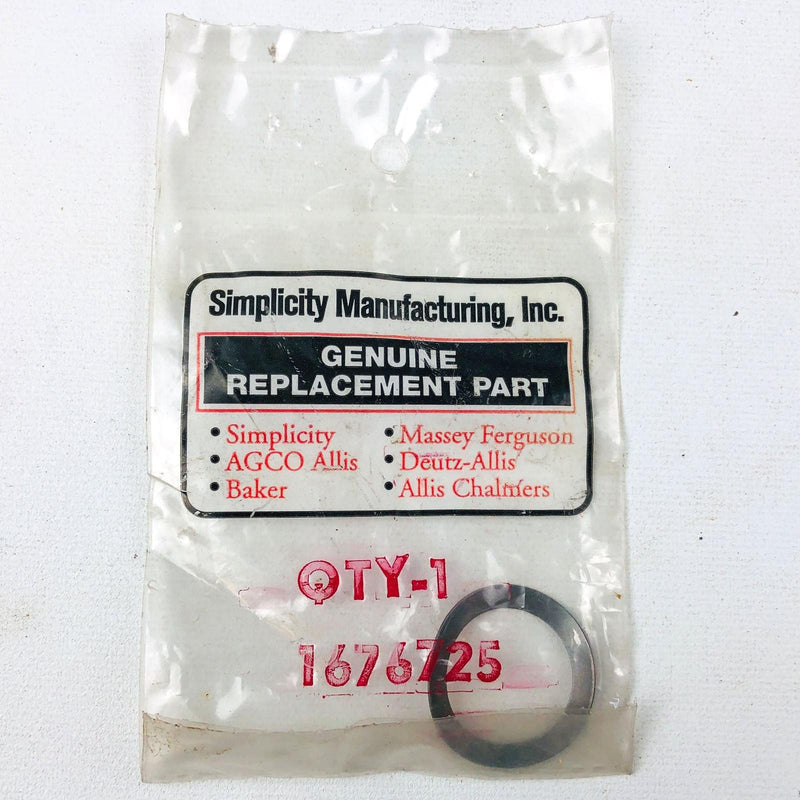 Simplicity Manufacturing, Inc.
GENUINE
REPLACEMENT PART
• Simplicity
• AGCO Allis
• Baker
• Massey Ferguson
• Deutz-Allis
• Allis Chalmers
QTY-1
1676725